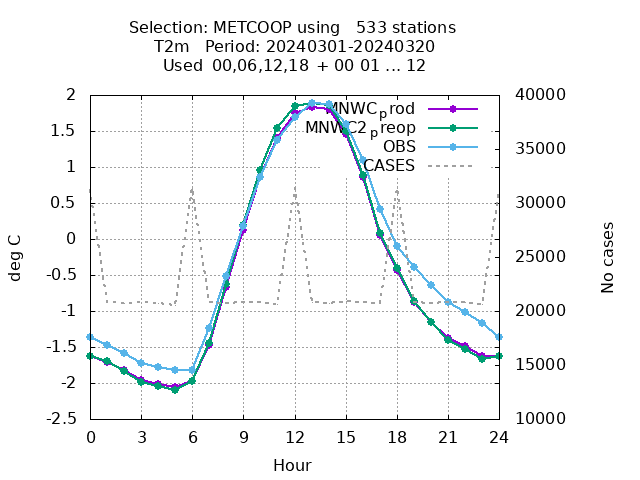 Selection: METCOOP using   533 stations
T2m   Period: 20240301-20240320
Used  00,06,12,18  + 00 01 ... 12
2
1.5
1
0.5
0
-0.5
-1
-1.5
-2
-2.5
40000
35000
30000
25000
20000
15000
10000
MNWC_prod
MNWC2_preop
OBS
CASES
deg C
No cases
0 3 6 9 12 15 18 21 24
Hour